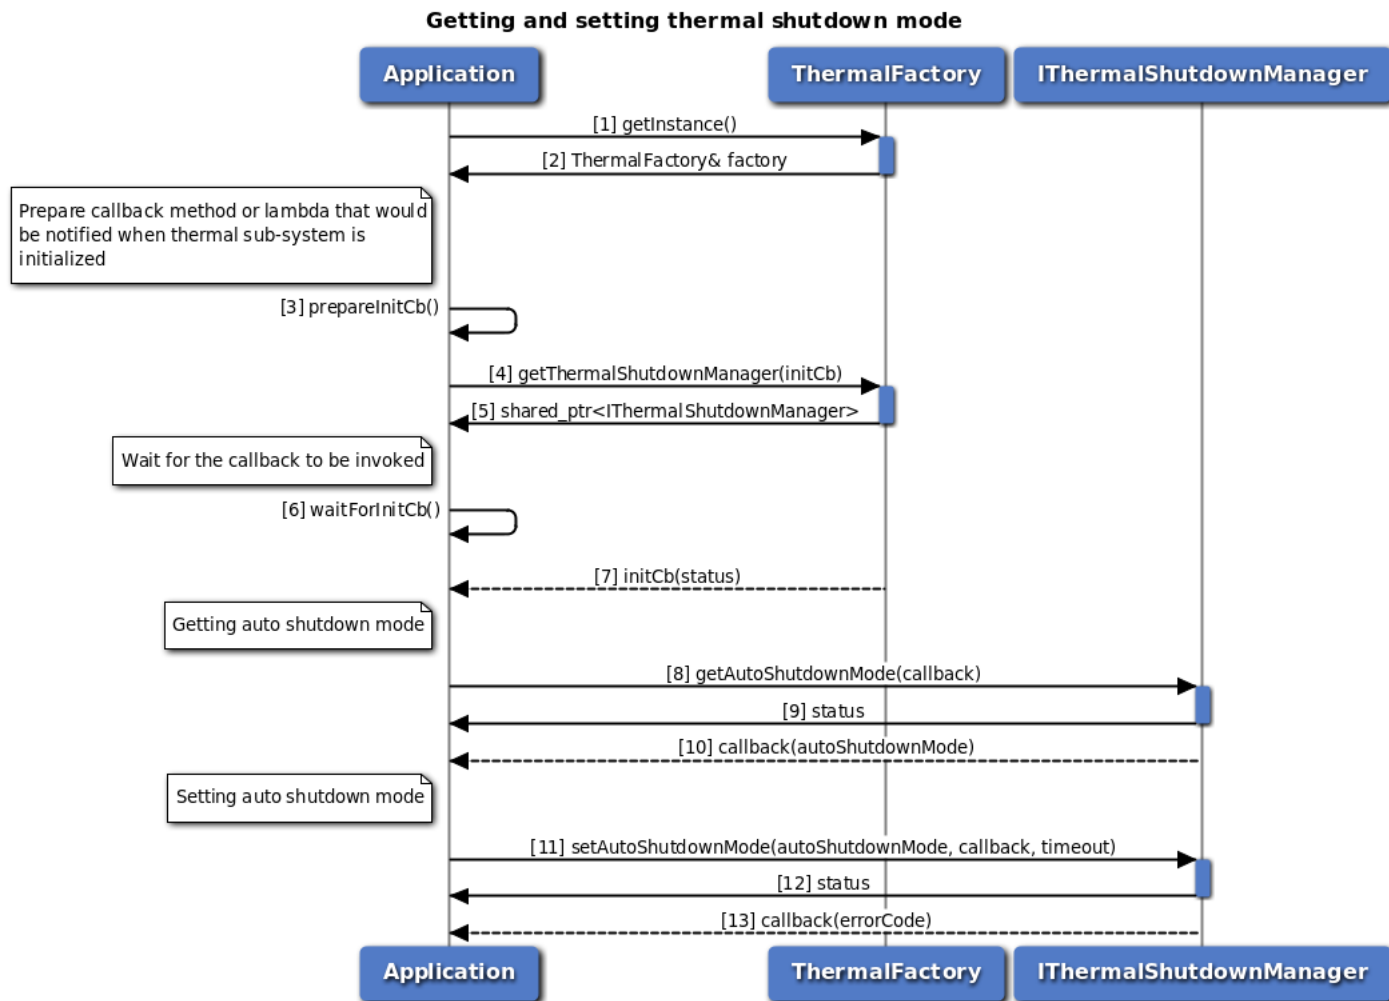 Getting and setting thermal shutdown mode
Application
ThermalFactory
IThermalShutdownManager
[1] getInstance()
[2] ThermalFactory& factory
Prepare callback method or lambda that would
be notified when thermal sub-system is
initialized
[3] prepareInitCb()
[4] getThermalShutdownManager(initCb)
[5] shared_ptr<IThermalShutdownManager>
Wait for the callback to be invoked
[6] waitForInitCb()
[7] initCb(status)
Getting auto shutdown mode
[8] getAutoShutdownMode(callback)
[9] status
[10] callback(autoShutdownMode)
Setting auto shutdown mode
[11] setAutoShutdownMode(autoShutdownMode, callback, timeout)
[12] status
[13] callback(errorCode)
Application
ThermalFactory
IThermalShutdownManager